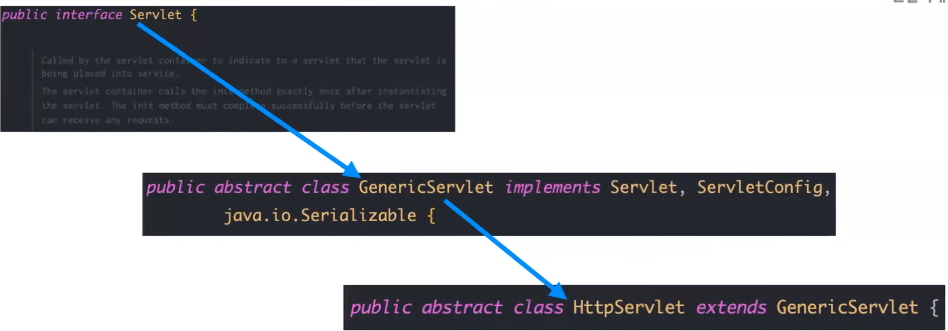 public interface Servlet {
Called by the servlet container to indicate to a servlet that the servlet is
being placed into service.
The servlet container calls the init method exactly once after instantiating
the servlet. The init method must complete successfully before the servlet
can receive any requests.
public abstract class GenericServlet implements Servlet, ServletConfig,
java.io.Serializable {
public abstract class HttpServlet extends GenericServlet {